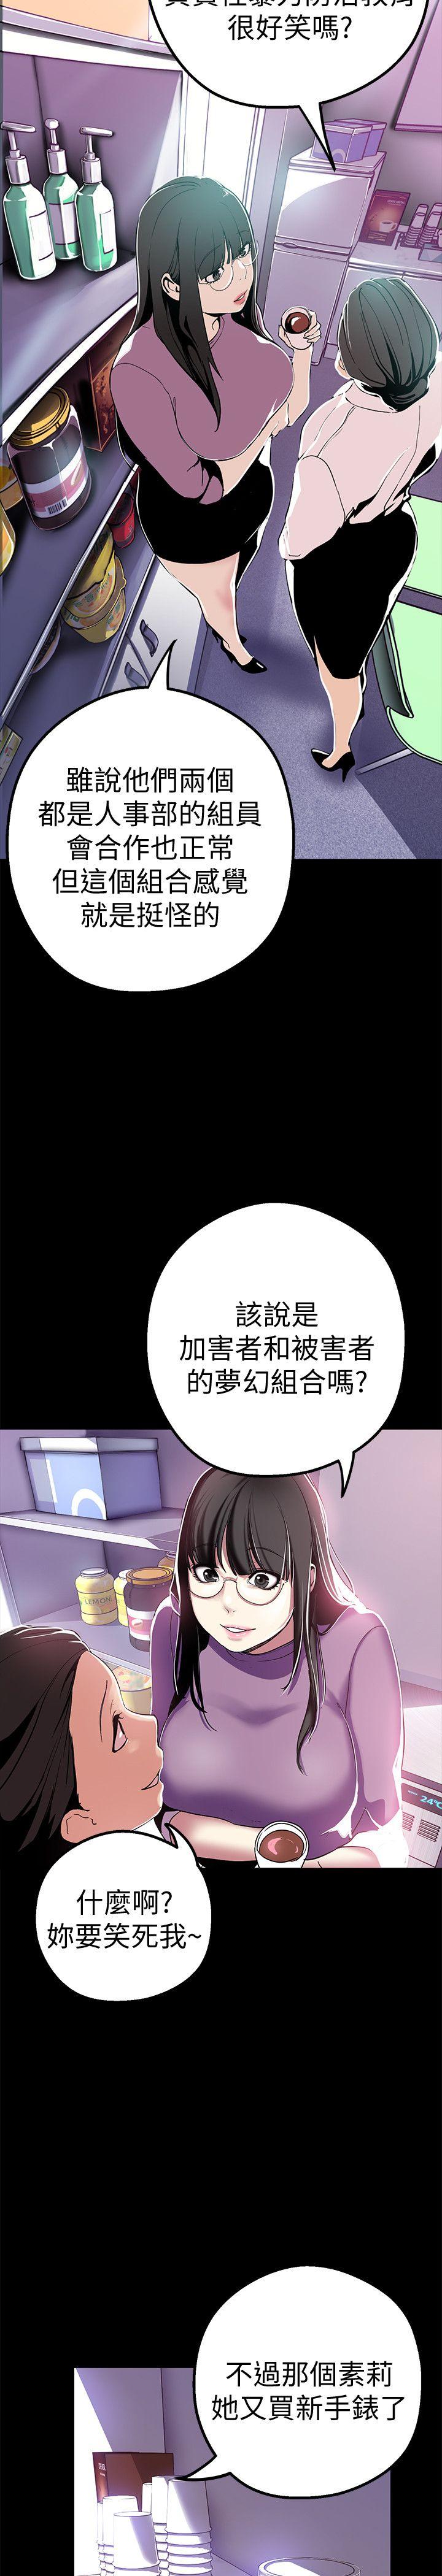 很好笑嗎?
雖說他們兩個
都是人事部的組員
會合作也正常
但這個組合感覺
就是挺怪的
該說是
加害者和被害者
的夢幻組合嗎?
LEMON
24℃
什麼啊?
妳要笑死我~
不過那個素莉
她又買新手錶了